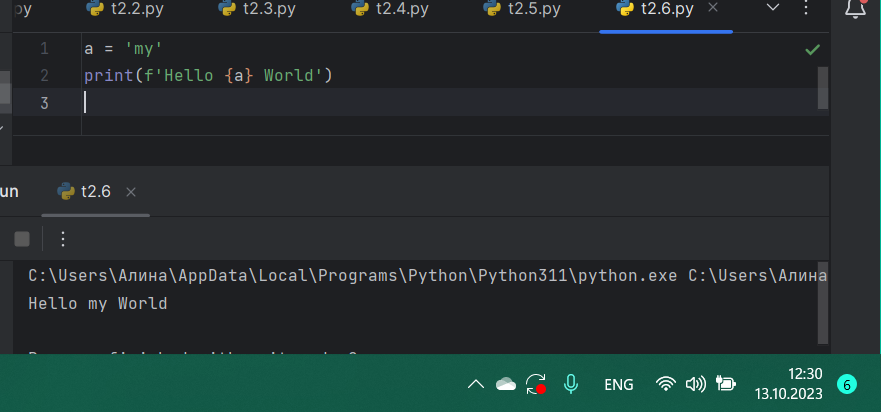 py t2.2.py t2.3.py t2.4.py t2.5.py t2.6.py
1 a = 'my'
2 print(f'Hello {a} World')
3
un t2.6
C:\Users\Алина\AppData\Local\Programs\Python\Python311\python.exe C:\Users\Алина
Hello my World
ENG 12:30 6
13.10.2023